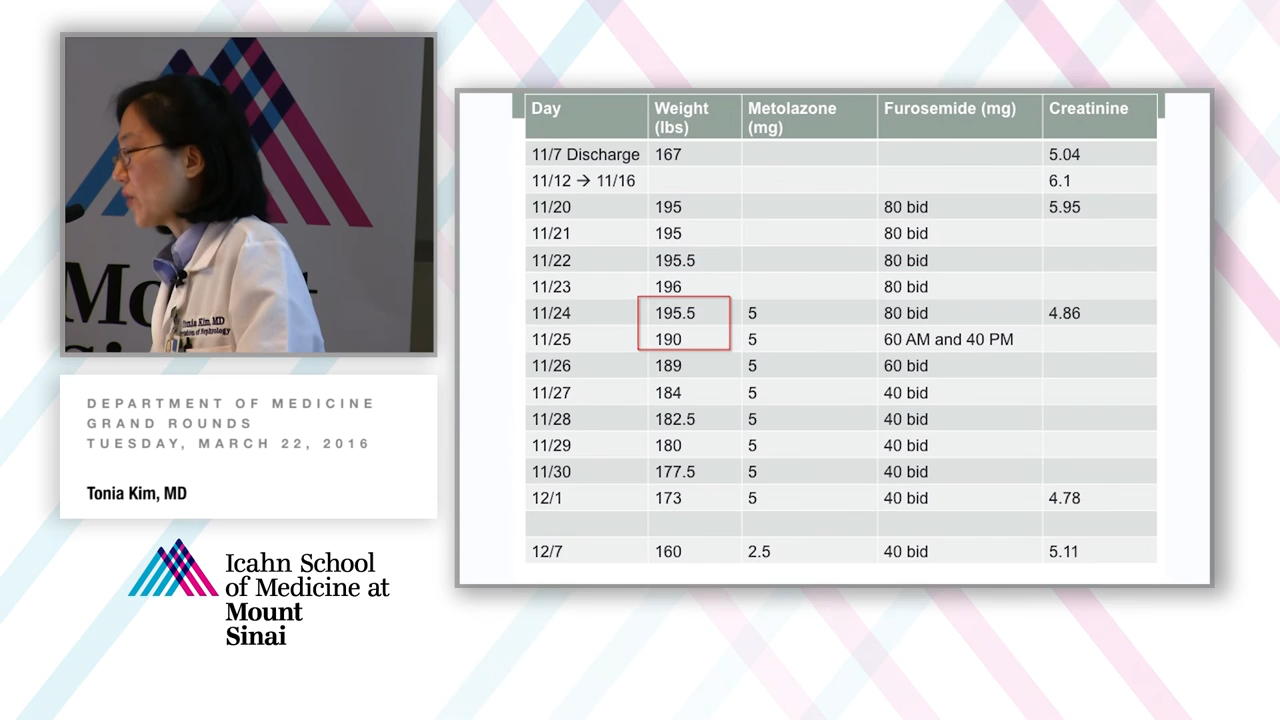 Tonia Kim, MD
DEPARTMENT OF MEDICINE
GRAND ROUNDS
TUESDAY, MARCH 22, 2016
Tonia Kim, MD
Icahn School
of Medicine at
Mount
Sinai
Day Weight (lbs) Metolazone (mg) Furosemide (mg) Creatinine
11/7 Discharge 167 5.04
11/12 → 11/16 6.1
11/20 195 80 bid 5.95
11/21 195 80 bid
11/22 195.5 80 bid
11/23 196 80 bid
11/24 195.5 5 80 bid 4.86
11/25 190 5 60 AM and 40 PM
11/26 189 5 60 bid
11/27 184 5 40 bid
11/28 182.5 5 40 bid
11/29 180 5 40 bid
11/30 177.5 5 40 bid
12/1 173 5 40 bid 4.78
12/7 160 2.5 40 bid 5.11